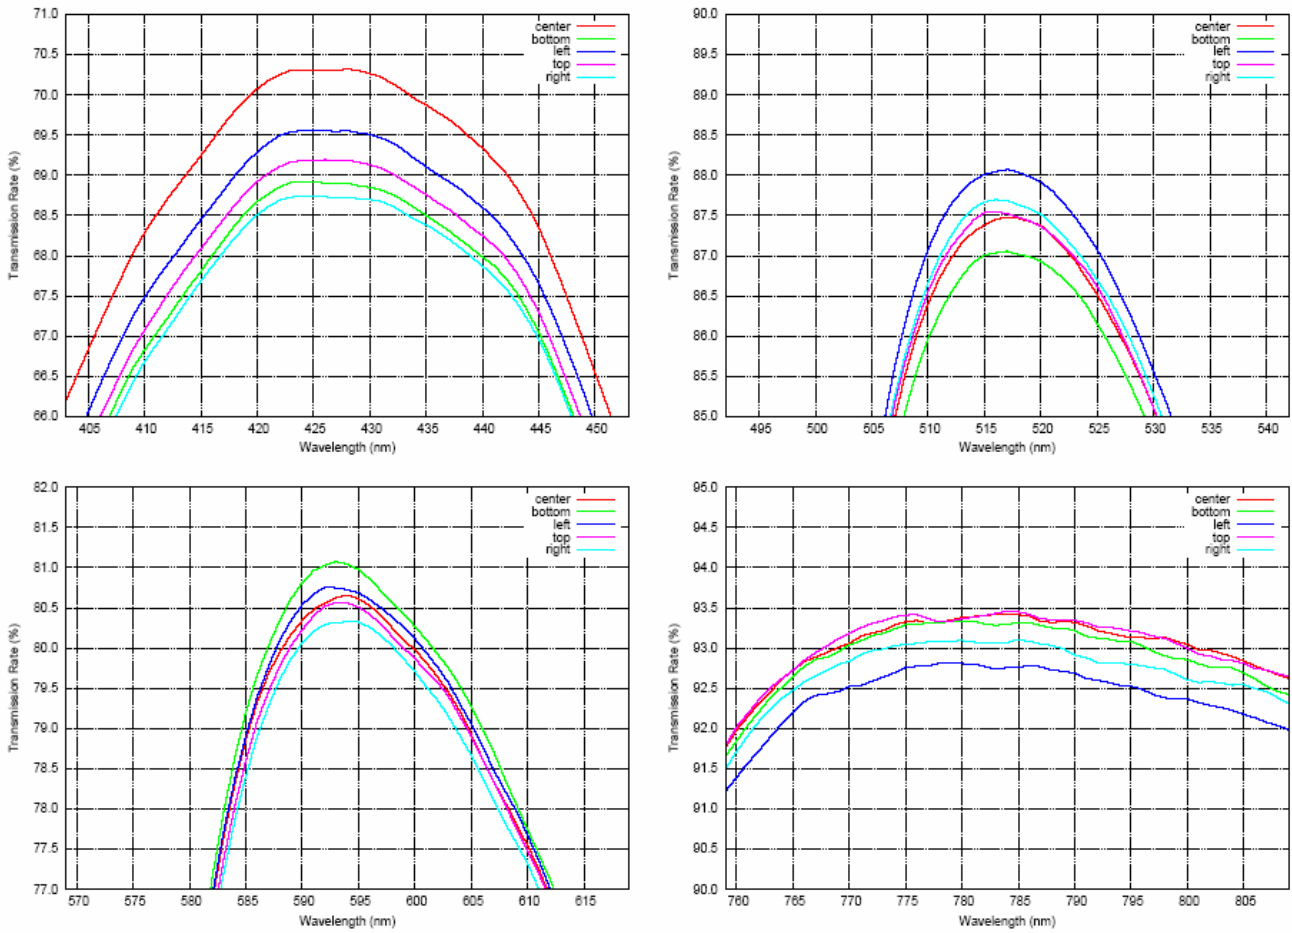 71.0
70.5
70.0
69.5
69.0
68.5
68.0
67.5
67.0
66.5
66.0
Transmission Rate (%)
center
bottom
left
top
right
405 410 415 420 425 430 435 440 445 450
Wavelength (nm)
90.0
89.5
89.0
88.5
88.0
87.5
87.0
86.5
86.0
85.5
85.0
Transmission Rate (%)
center
bottom
left
top
right
495 500 505 510 515 520 525 530 535 540
Wavelength (nm)
82.0
81.5
81.0
80.5
80.0
79.5
79.0
78.5
78.0
77.5
77.0
Transmission Rate (%)
center
bottom
left
top
right
570 575 580 585 590 595 600 605 610 615
Wavelength (nm)
95.0
94.5
94.0
93.5
93.0
92.5
92.0
91.5
91.0
90.5
90.0
Transmission Rate (%)
center
bottom
left
top
right
760 765 770 775 780 785 790 795 800 805
Wavelength (nm)